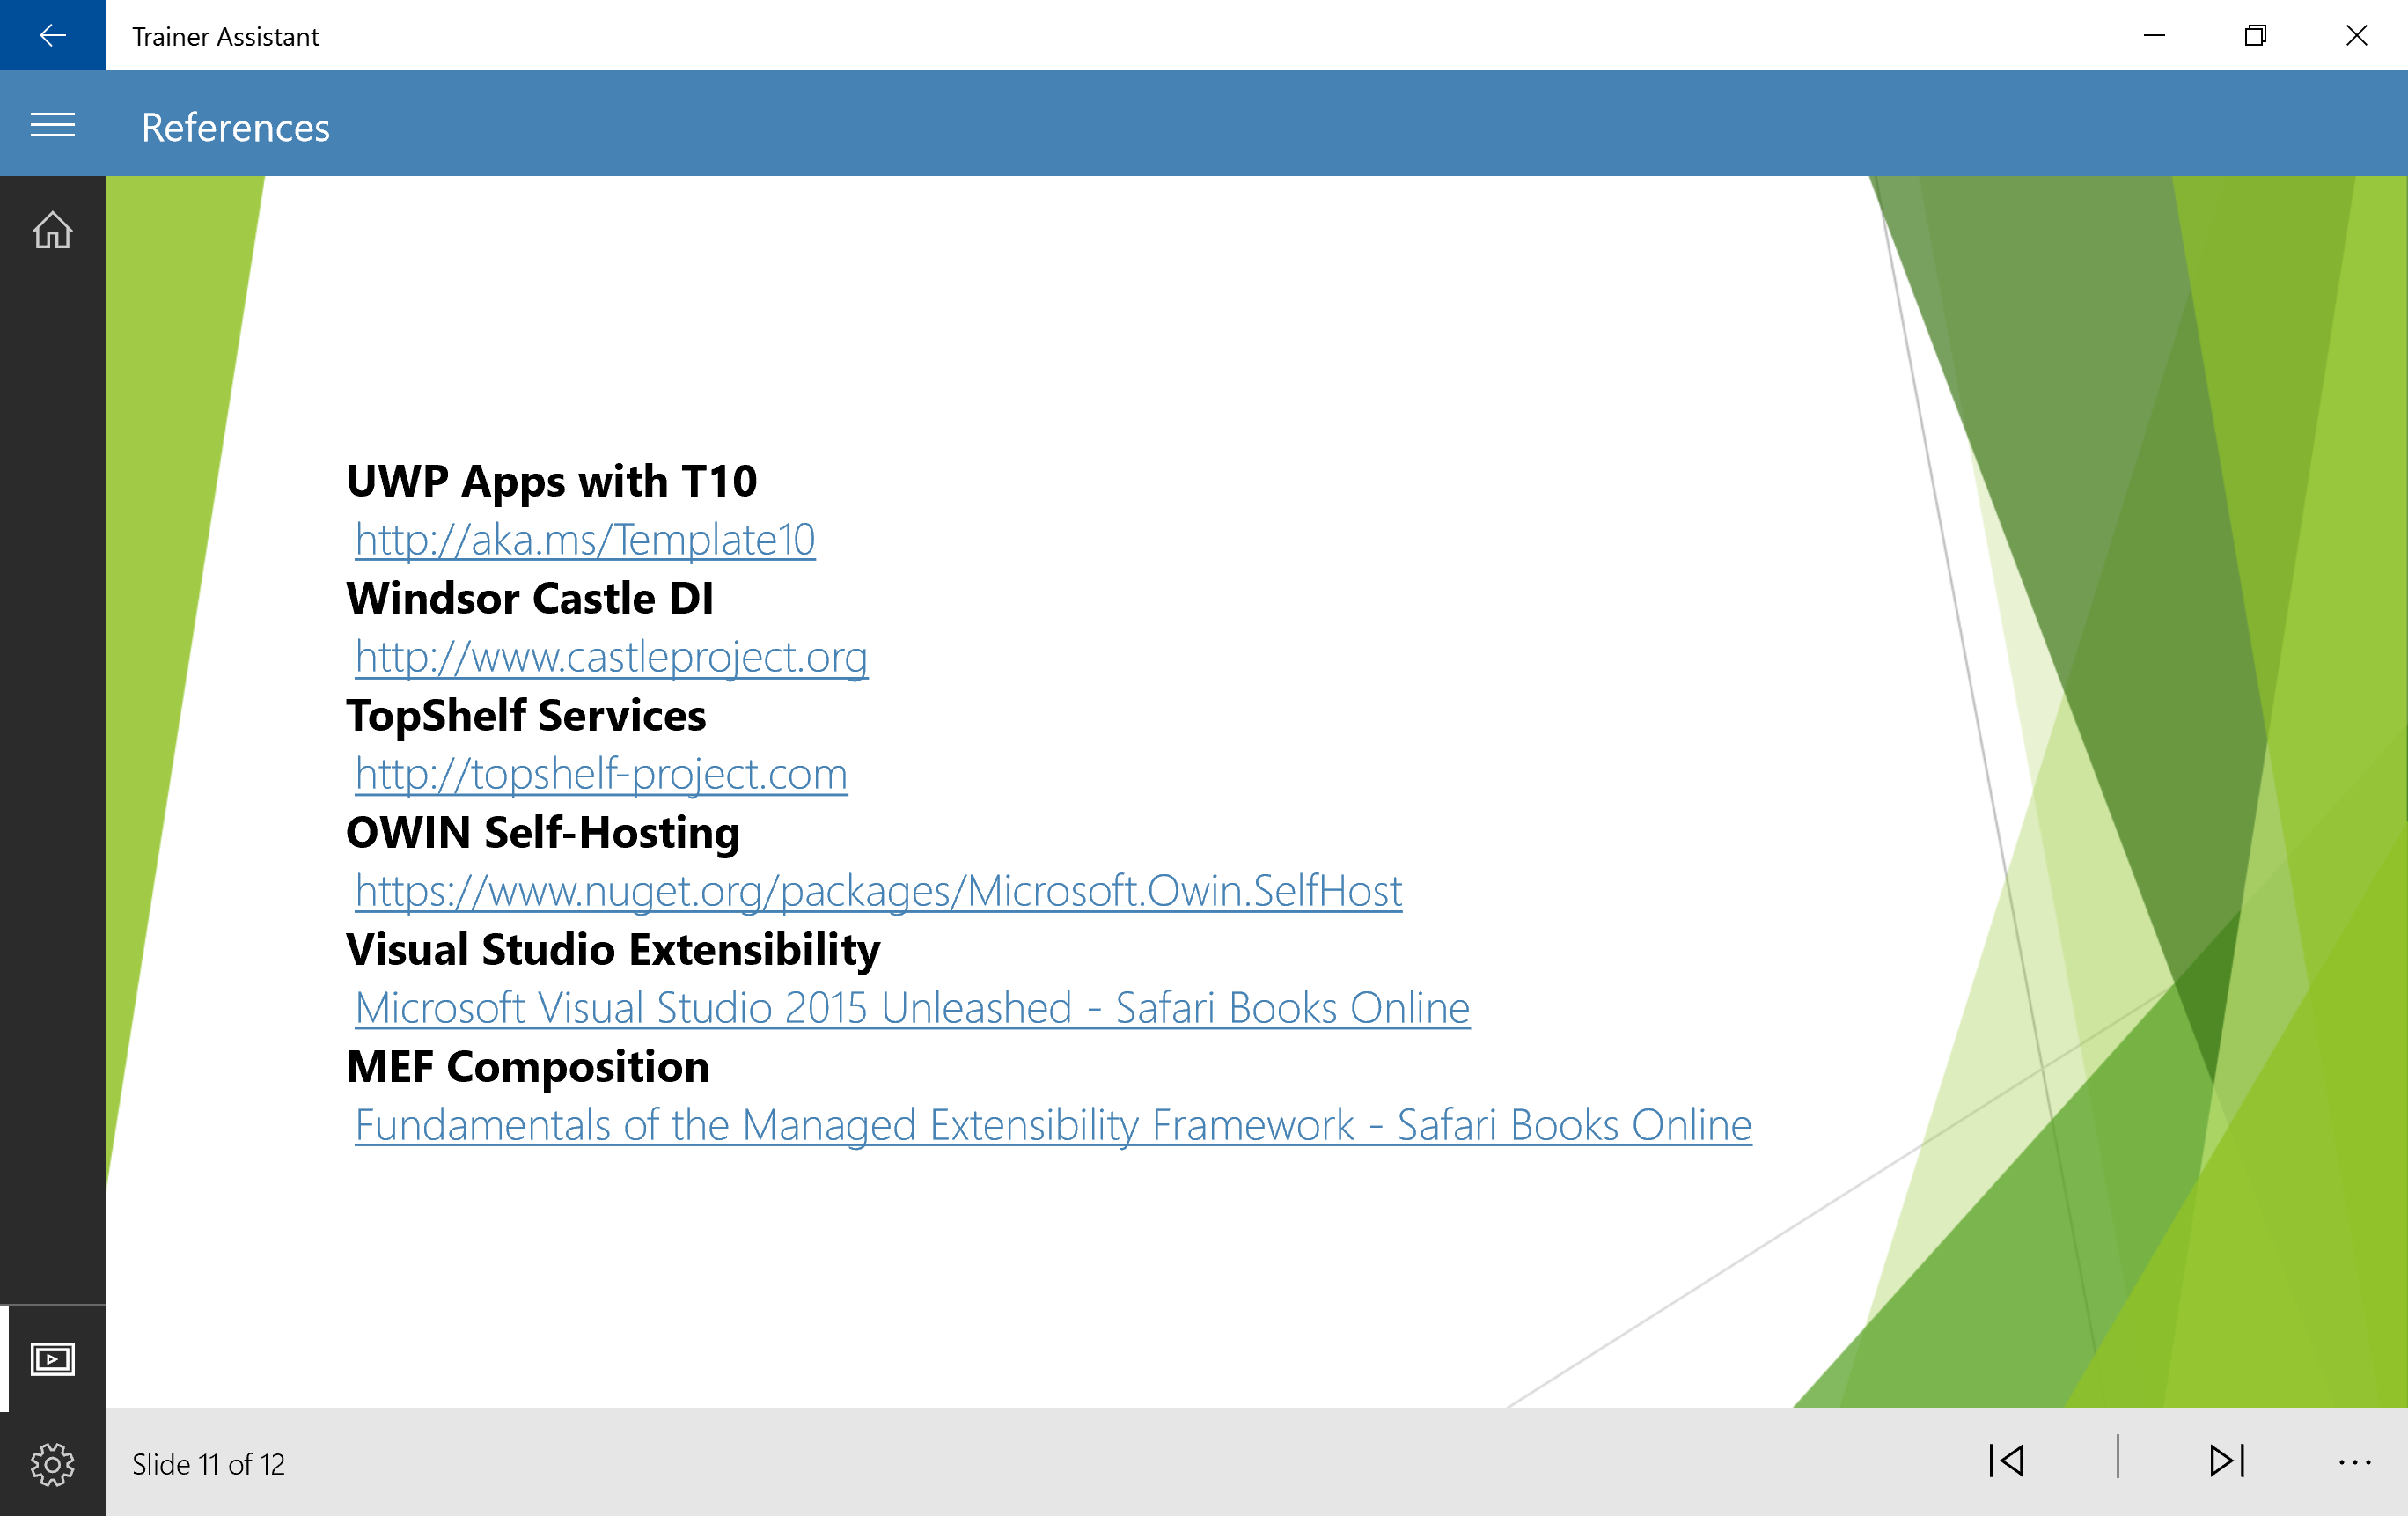 Trainer Assistant
References
UWP Apps with T10
http://aka.ms/Template10
Windsor Castle DI
http://www.castleproject.org
TopShelf Services
http://topshelf-project.com
OWIN Self-Hosting
https://www.nuget.org/packages/Microsoft.Owin.SelfHost
Visual Studio Extensibility
Microsoft Visual Studio 2015 Unleashed - Safari Books Online
MEF Composition
Fundamentals of the Managed Extensibility Framework - Safari Books Online
Slide 11 of 12